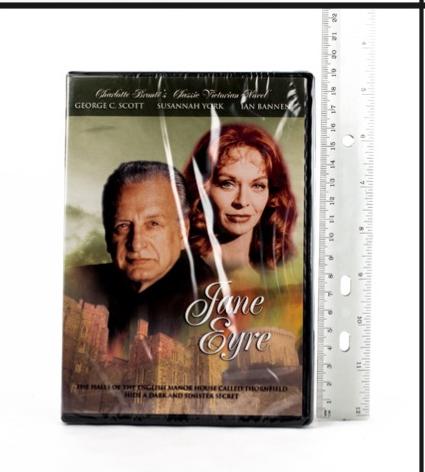 Charlotte Brontë's Classic Victorian Novel
GEORGE C. SCOTT SUSANNAH YORK IAN BANNEN
Jane
Eyre
THE HALLS OF THE ENGLISH MANOR HOUSE CALLED THORNFIELD
HIDE A DARK AND SINISTER SECRET